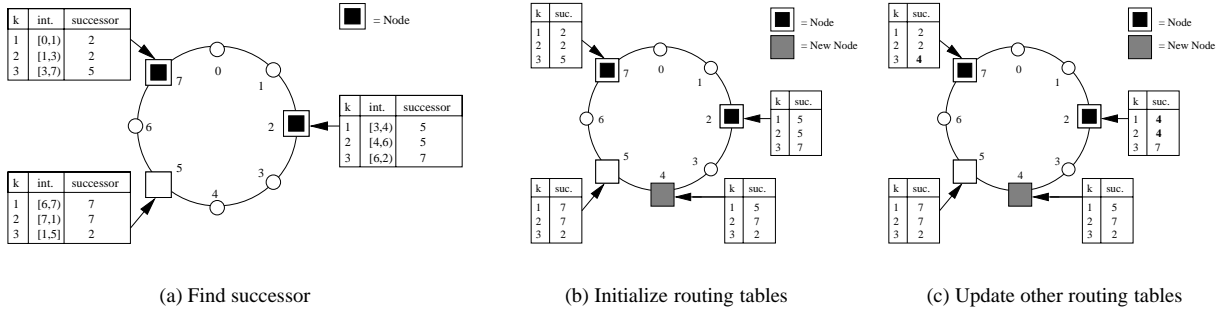 k int. successor
1 [0,1) 2
2 [1,3) 2
3 [3,7) 5
= Node
7
0
1
6
2
5
4
3
k int. successor
1 [3,4) 5
2 [4,6) 5
3 [6,2) 7
k int. successor
1 [6,7) 7
2 [7,1) 7
3 [1,5] 2
(a) Find successor
k suc.
1 2
2 2
3 5
= Node
= New Node
7
0
1
6
2
5
4
3
k suc.
1 5
2 5
3 7
k suc.
1 7
2 7
3 2
k suc.
1 5
2 7
3 2
(b) Initialize routing tables
k suc.
1 2
2 2
3 4
= Node
= New Node
7
0
1
6
2
5
4
3
k suc.
1 4
2 4
3 7
k suc.
1 7
2 7
3 2
k suc.
1 5
2 7
3 2
(c) Update other routing tables